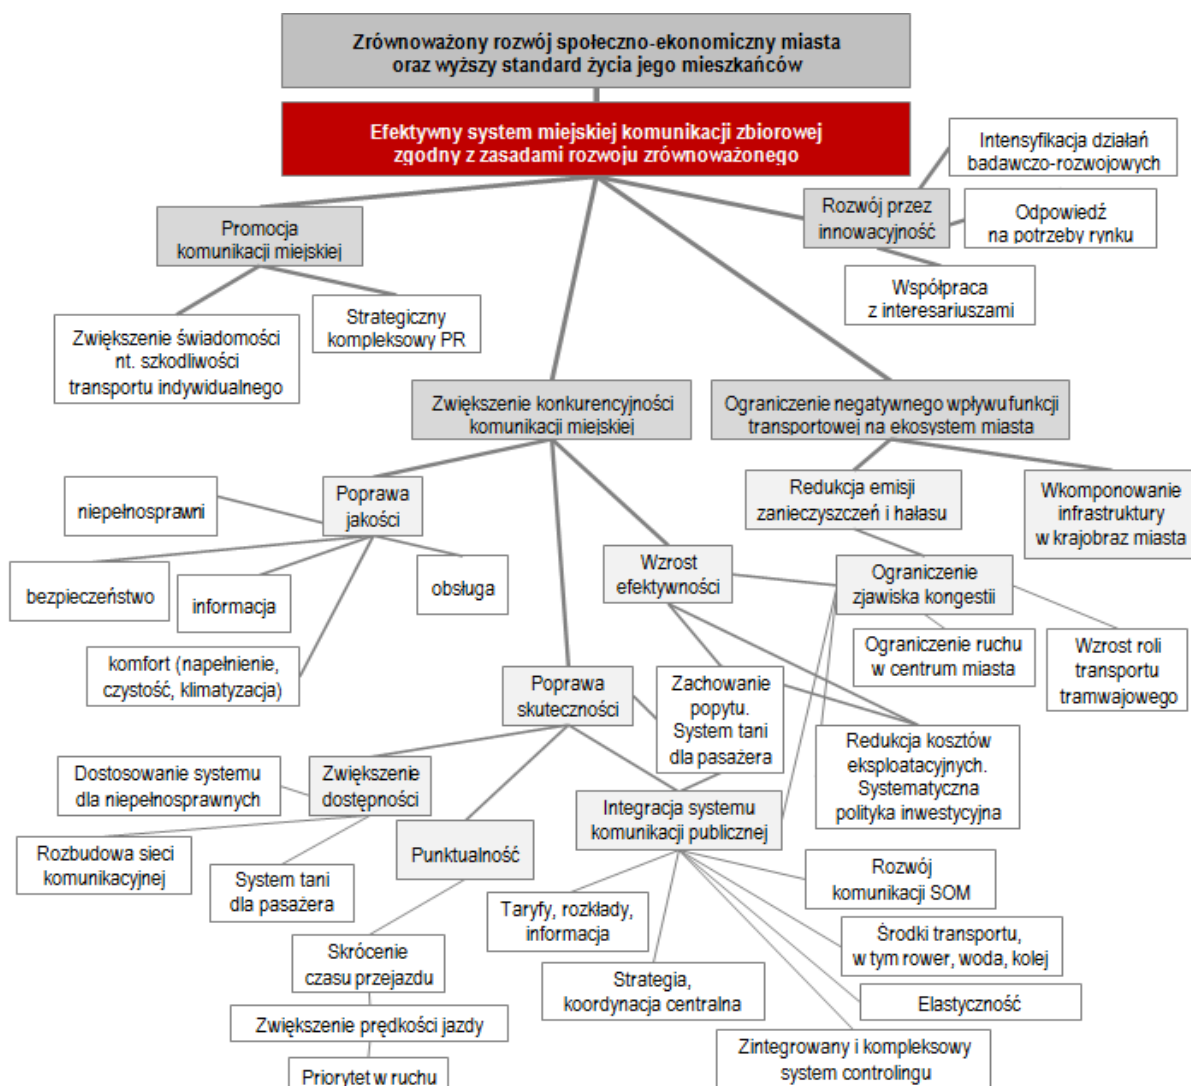 Zrównoważony rozwój społeczno-ekonomiczny miasta
oraz wyższy standard życia jego mieszkańców
Efektywny system miejskiej komunikacji zbiorowej
zgodny z zasadami rozwoju zrównoważonego
Intensyfikacja działań
badawczo-rozwojowych
Rozwój przez
innowacyjność
Odpowiedź
na potrzeby rynku
Współpraca
z interesariuszami
Promocja
komunikacji miejskiej
Zwiększenie świadomości
nt. szkodliwości
transportu indywidualnego
Strategiczny
kompleksowy PR
Zwiększenie konkurencyjności
komunikacji miejskiej
Ograniczenie negatywnego wpływu funkcji
transportowej na ekosystem miasta
niepełnosprawni
Poprawa
jakości
Redukcja emisji
zanieczyszczeń i hałasu
Wkomponowanie
infrastruktury
w krajobraz miasta
bezpieczeństwo
informacja
obsługa
Wzrost
efektywności
Ograniczenie
zjawiska kongestii
komfort (napełnienie,
czystość, klimatyzacja)
Ograniczenie ruchu
w centrum miasta
Wzrost roli
transportu
tramwajowego
Poprawa
skuteczności
Zachowanie
popytu.
System tani
dla pasażera
Redukcja kosztów
eksploatacyjnych.
Systematyczna
polityka inwestycyjna
Dostosowanie systemu
dla niepełnosprawnych
Zwiększenie
dostępności
Integracja systemu
komunikacji publicznej
Rozbudowa sieci
komunikacyjnej
System tani
dla pasażera
Punktualność
Rozwój
komunikacji SOM
Taryfy, rozkłady,
informacja
Środki transportu,
w tym rower, woda, kolej
Skrócenie
czasu przejazdu
Strategia,
koordynacja centralna
Elastyczność
Zwiększenie prędkości jazdy
Zintegrowany i kompleksowy
system controlingu
Priorytet w ruchu